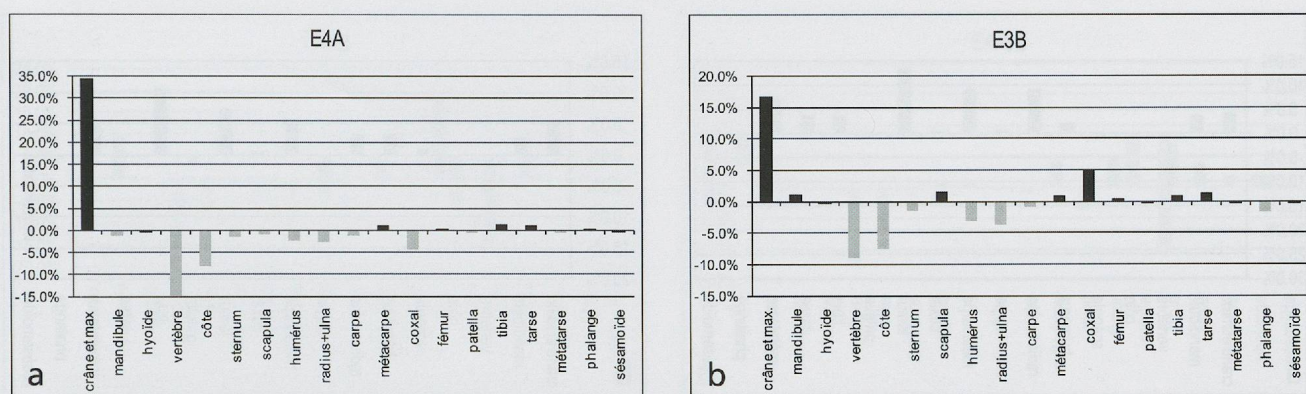 E4A
35.0%
30.0%
25.0%
20.0%
15.0%
10.0%
5.0%
0.0%
-5.0%
-10.0%
-15.0%
crâne et max
mandibule
hyoïde
vertèbre
côte
sternum
scapula
humérus
radius+ulna
carpe
métacarpe
coxal
fémur
patella
tibia
tarse
métatarse
phalange
sésamoïde
a
E3B
20.0%
15.0%
10.0%
5.0%
0.0%
-5.0%
-10.0%
-15.0%
crâne et max.
mandibule
hyoïde
vertèbre
côte
sternum
scapula
humérus
radius+ulna
carpe
métacarpe
coxal
fémur
patella
tibia
tarse
métatarse
phalange
sésamoïde
b